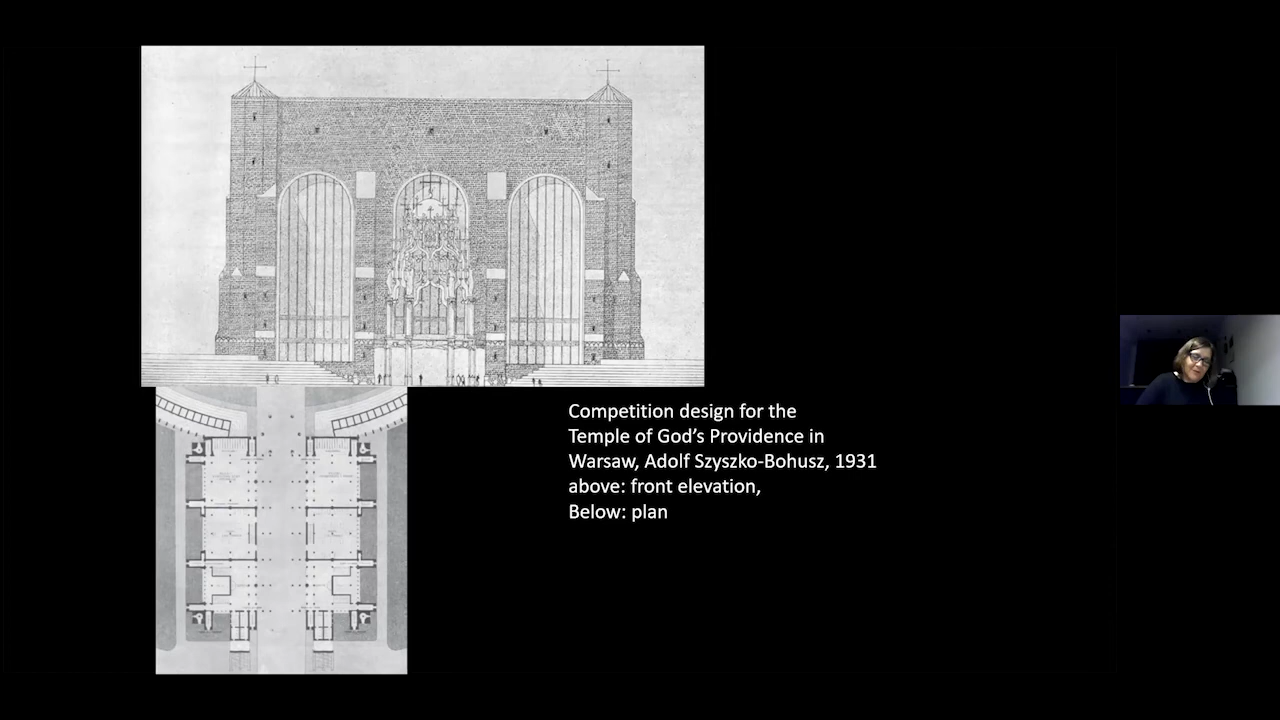 Competition design for the
Temple of God’s Providence in
Warsaw, Adolf Szyszko-Bohusz, 1931
above: front elevation,
Below: plan